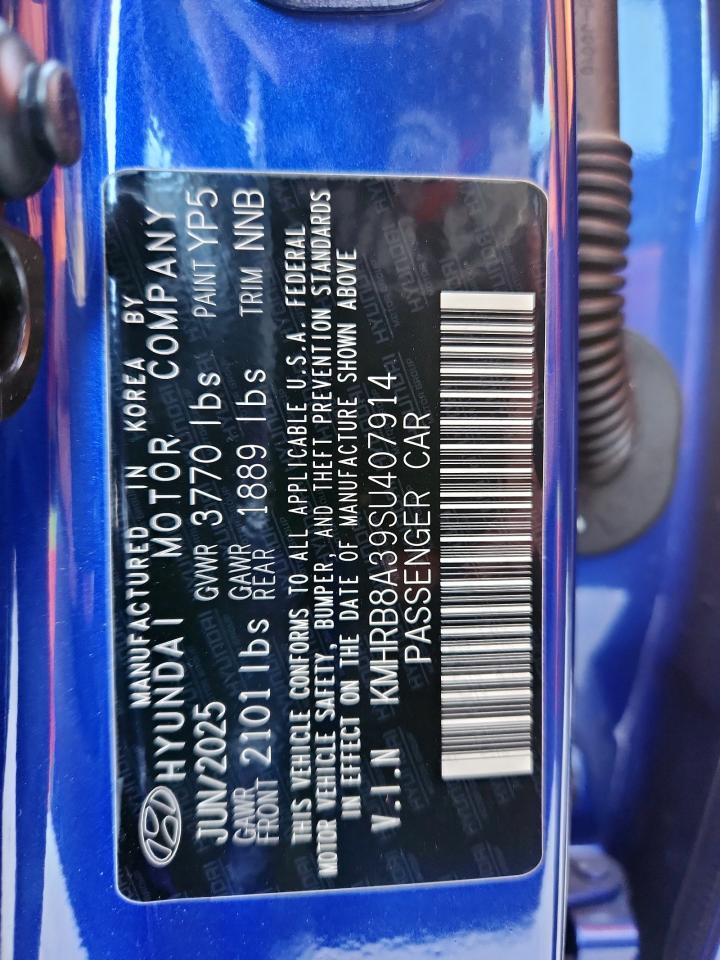 MANUFACTURED IN KOREA BY
HYUNDAI MOTOR COMPANY
JUN/2025 GVWR 3770 lbs PAINT YP5
GAWR FRONT 2101 lbs GAWR REAR 1889 lbs TRIM NNB
THIS VEHICLE CONFORMS TO ALL APPLICABLE U.S.A. FEDERAL
MOTOR VEHICLE SAFETY, BUMPER, AND THEFT PREVENTION STANDARDS
IN EFFECT ON THE DATE OF MANUFACTURE SHOWN ABOVE
V.I.N KMHRB8A39SU407914
PASSENGER CAR